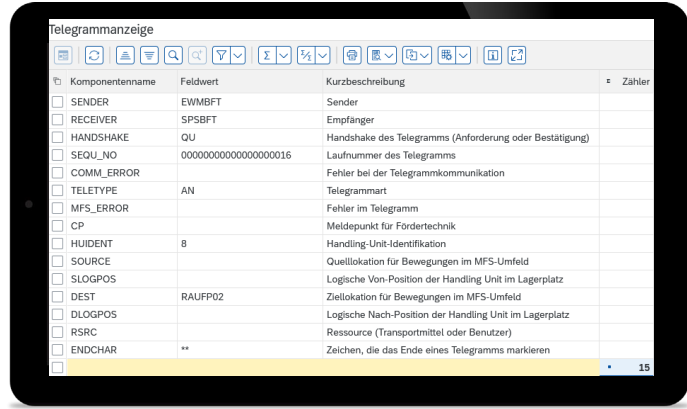 Telegrammanzeige
Komponentenname Feldwert Kurzbeschreibung Σ Zähler
SENDER EWMBFT Sender
RECEIVER SPSBFT Empfänger
HANDSHAKE QU Handshake des Telegramms (Anforderung oder Bestätigung)
SEQU_NO 00000000000000000016 Laufnummer des Telegramms
COMM_ERROR Fehler bei der Telegrammkommunikation
TELETYPE AN Telegrammart
MFS_ERROR Fehler im Telegramm
CP Meldepunkt für Fördertechnik
HUIDENT 8 Handling-Unit-Identifikation
SOURCE Quelllokation für Bewegungen im MFS-Umfeld
SLOGPOS Logische Von-Position der Handling Unit im Lagerplatz
DEST RAUFP02 Ziellokation für Bewegungen im MFS-Umfeld
DLOGPOS Logische Nach-Position der Handling Unit im Lagerplatz
RSRC Ressource (Transportmittel oder Benutzer)
ENDCHAR ** Zeichen, die das Ende eines Telegramms markieren
15